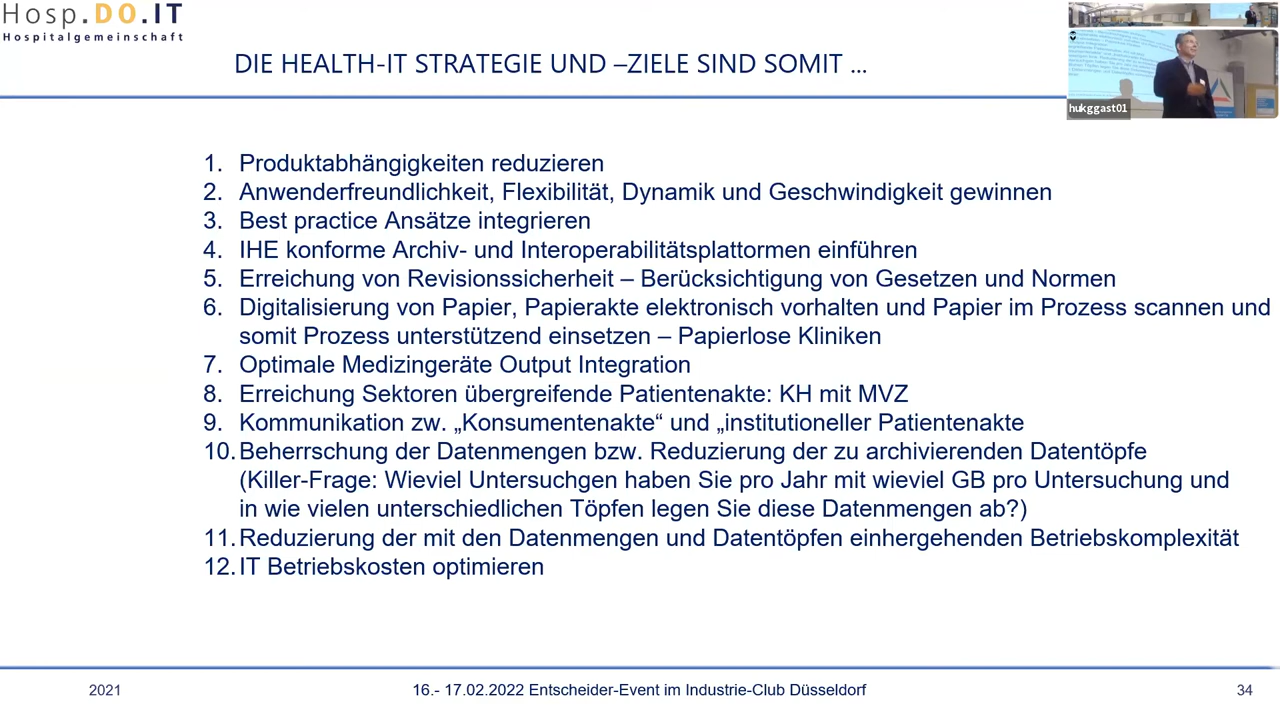 Hosp.DO.IT
Hospitalgemeinschaft
DIE HEALTH-IT STRATEGIE UND –ZIELE SIND SOMIT ...
hukggast01
1. Produktabhängigkeiten reduzieren
2. Anwenderfreundlichkeit, Flexibilität, Dynamik und Geschwindigkeit gewinnen
3. Best practice Ansätze integrieren
4. IHE konforme Archiv- und Interoperabilitätsplattormen einführen
5. Erreichung von Revisionssicherheit – Berücksichtigung von Gesetzen und Normen
6. Digitalisierung von Papier, Papierakte elektronisch vorhalten und Papier im Prozess scannen und
somit Prozess unterstützend einsetzen – Papierlose Kliniken
7. Optimale Medizingeräte Output Integration
8. Erreichung Sektoren übergreifende Patientenakte: KH mit MVZ
9. Kommunikation zw. „Konsumentenakte“ und „institutioneller Patientenakte
10. Beherrschung der Datenmengen bzw. Reduzierung der zu archivierenden Datentöpfe
(Killer-Frage: Wieviel Untersuchgen haben Sie pro Jahr mit wieviel GB pro Untersuchung und
in wie vielen unterschiedlichen Töpfen legen Sie diese Datenmengen ab?)
11. Reduzierung der mit den Datenmengen und Datentöpfen einhergehenden Betriebskomplexität
12. IT Betriebskosten optimieren
2021
16.- 17.02.2022 Entscheider-Event im Industrie-Club Düsseldorf
34